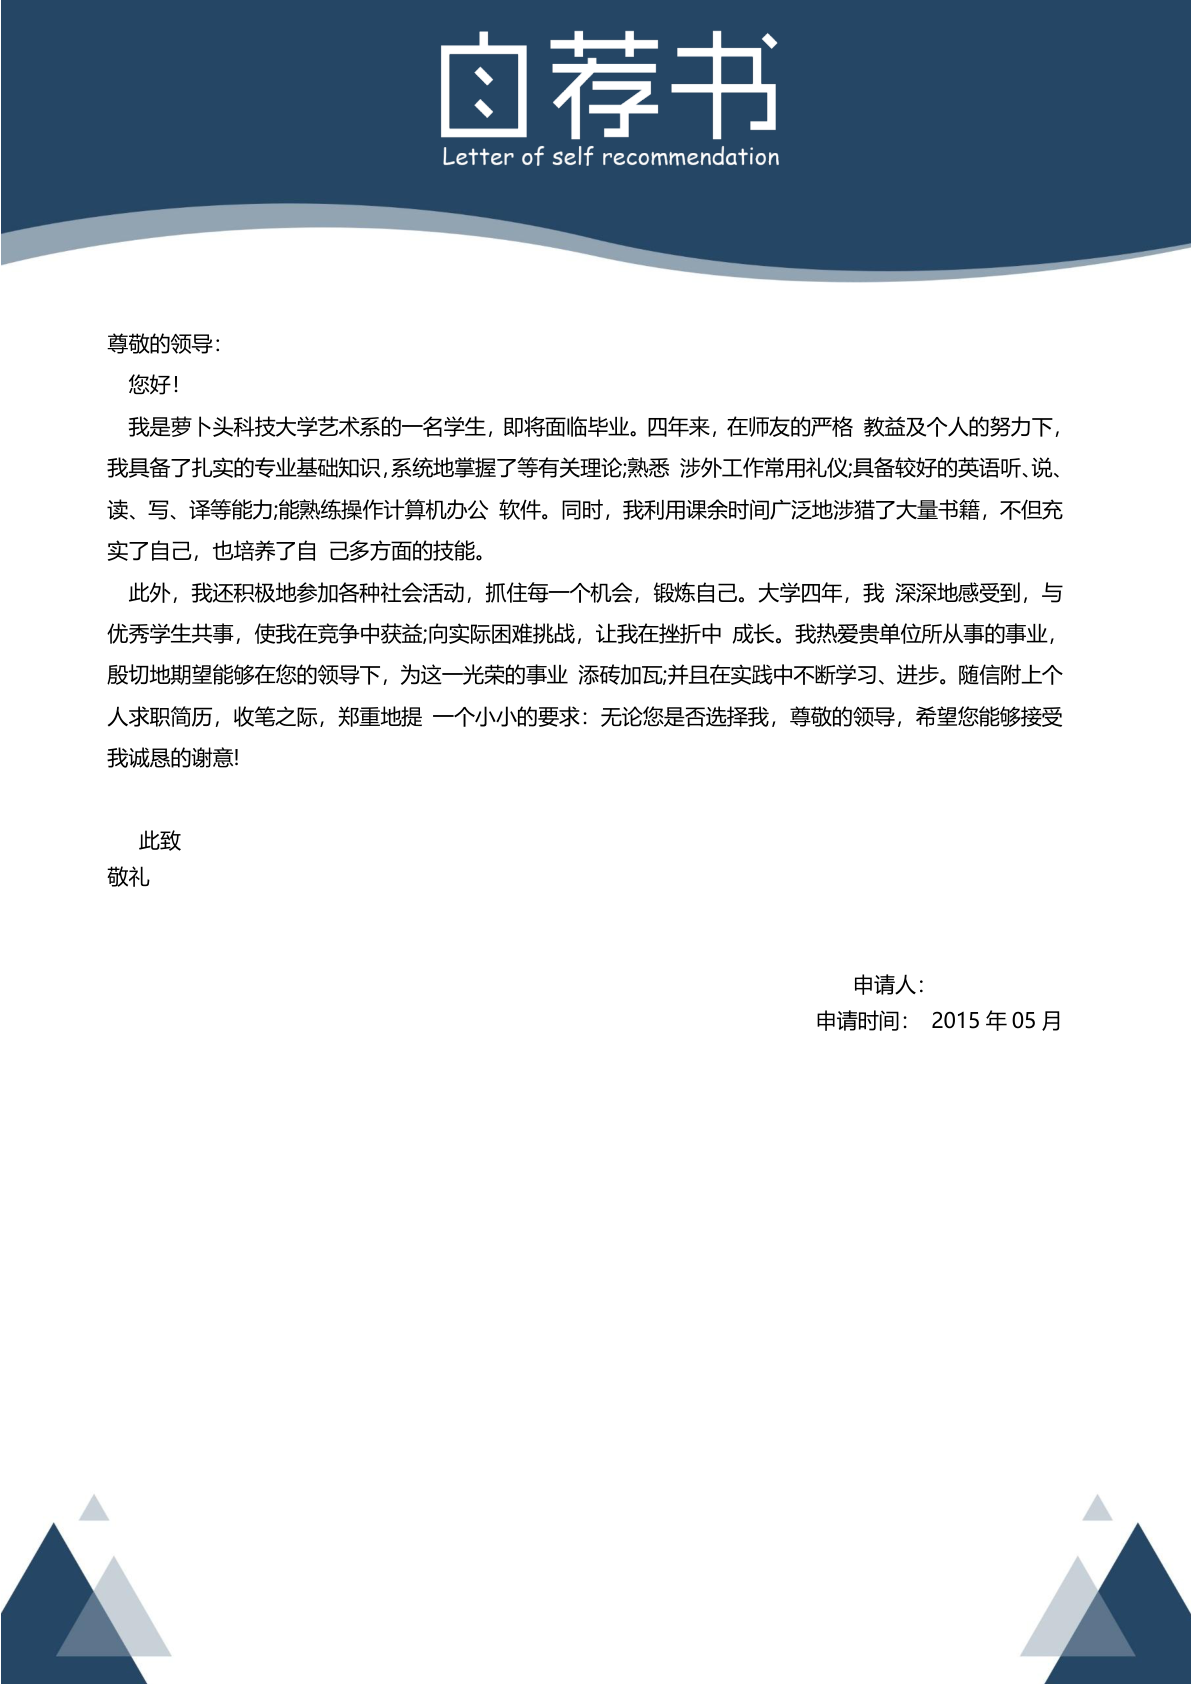 自荐书
Letter of self recommendation
尊敬的领导：
您好！
我是萝卜头科技大学艺术系的一名学生，即将面临毕业。四年来，在师友的严格 教益及个人的努力下，
我具备了扎实的专业基础知识，系统地掌握了等有关理论;熟悉 涉外工作常用礼仪;具备较好的英语听、说、
读、写、译等能力;能熟练操作计算机办公 软件。同时，我利用课余时间广泛地涉猎了大量书籍，不但充
实了自己，也培养了自 己多方面的技能。
此外，我还积极地参加各种社会活动，抓住每一个机会，锻炼自己。大学四年，我 深深地感受到，与
优秀学生共事，使我在竞争中获益;向实际困难挑战，让我在挫折中 成长。我热爱贵单位所从事的事业，
殷切地期望能够在您的领导下，为这一光荣的事业 添砖加瓦;并且在实践中不断学习、进步。随信附上个
人求职简历，收笔之际，郑重地提 一个小小的要求：无论您是否选择我，尊敬的领导，希望您能够接受
我诚恳的谢意!
此致
敬礼
申请人：
申请时间： 2015 年 05 月